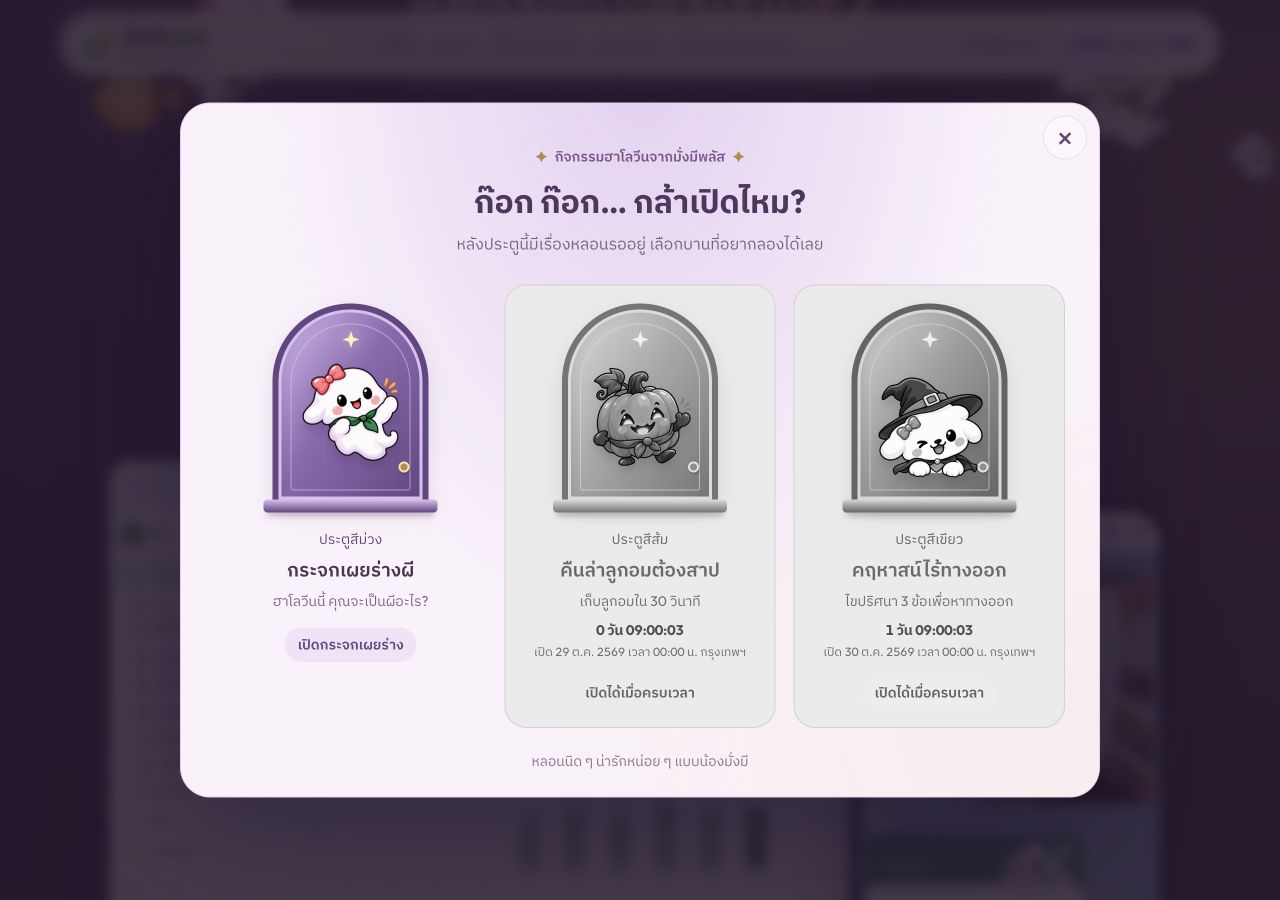 กิจกรรมฮาโลวีนจากมั่งมีพลัส
ก๊อก ก๊อก... กล้าเปิดไหม?
หลังประตูนี้มีเรื่องหลอนรออยู่ เลือกบานที่อยากลองได้เลย
ประตูสีม่วง
กระจกเผยร่างผี
ฮาโลวีนนี้ คุณจะเป็นผีอะไร?
เปิดกระจกเผยร่าง
ประตูสีส้ม
คืนล่าลูกอมต้องสาป
เก็บลูกอมใน 30 วินาที
0 วัน 09:00:03
เปิด 29 ต.ค. 2569 เวลา 00:00 น. กรุงเทพฯ
เปิดได้เมื่อครบเวลา
ประตูสีเขียว
คฤหาสน์ไร้ทางออก
ไขปริศนา 3 ข้อเพื่อหาทางออก
1 วัน 09:00:03
เปิด 30 ต.ค. 2569 เวลา 00:00 น. กรุงเทพฯ
เปิดได้เมื่อครบเวลา
หลอนนิด ๆ น่ารักหน่อย ๆ แบบน้องมั่งมี